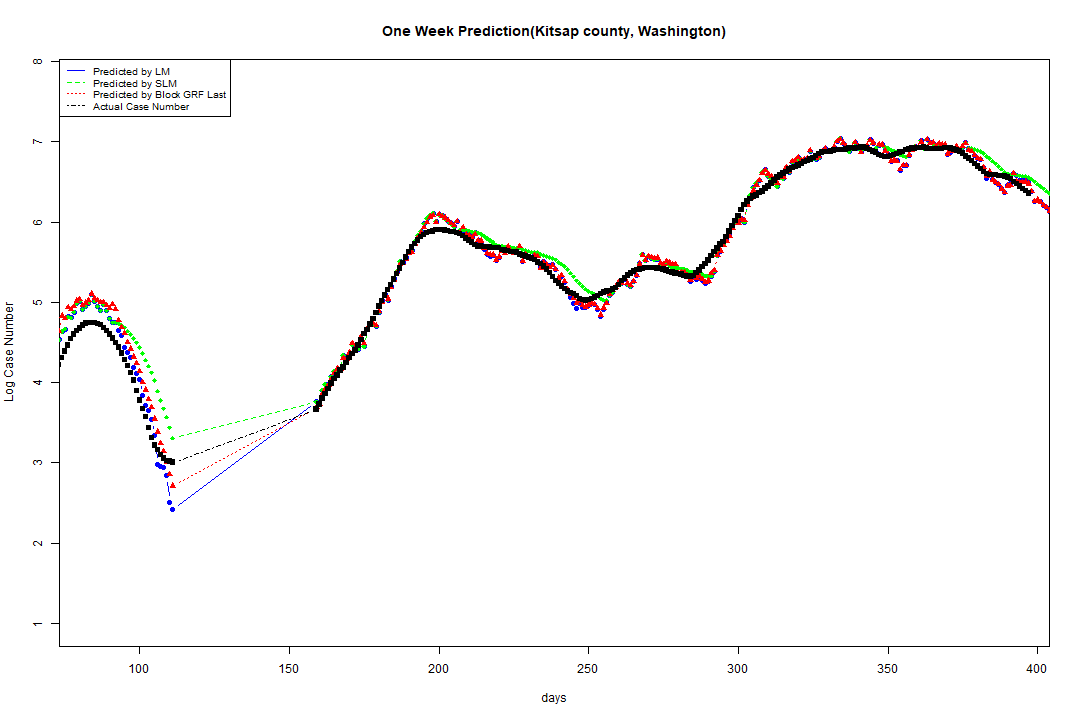 One Week Prediction(Kitsap county, Washington)
Predicted by LM
Predicted by SLM
Predicted by Block GRF Last
Actual Case Number
8
7
6
5
4
3
2
1
Log Case Number
100 150 200 250 300 350 400
days